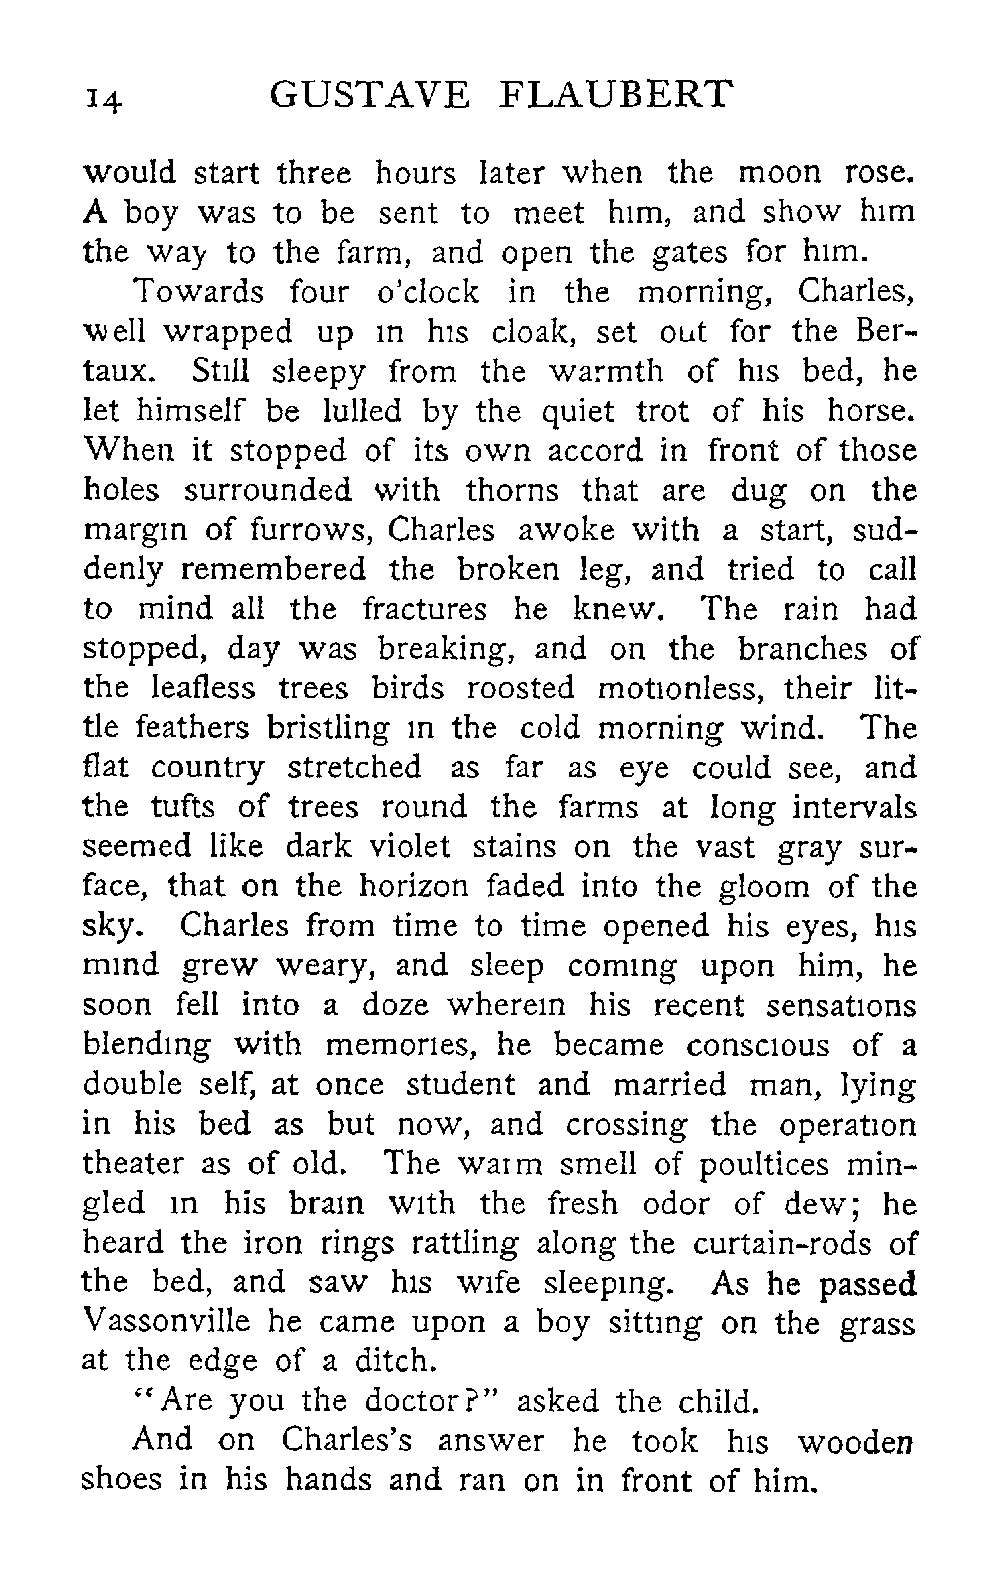 14 GUSTAVE FLAUBERT
would start three hours later when the moon rose.
A boy was to be sent to meet him, and show him
the way to the farm, and open the gates for him.
Towards four o'clock in the morning, Charles,
well wrapped up in his cloak, set out for the Ber-
taux. Still sleepy from the warmth of his bed, he
let himself be lulled by the quiet trot of his horse.
When it stopped of its own accord in front of those
holes surrounded with thorns that are dug on the
margin of furrows, Charles awoke with a start, sud-
denly remembered the broken leg, and tried to call
to mind all the fractures he knew. The rain had
stopped, day was breaking, and on the branches of
the leafless trees birds roosted motionless, their lit-
tle feathers bristling in the cold morning wind. The
flat country stretched as far as eye could see, and
the tufts of trees round the farms at long intervals
seemed like dark violet stains on the vast gray sur-
face, that on the horizon faded into the gloom of the
sky. Charles from time to time opened his eyes, his
mind grew weary, and sleep coming upon him, he
soon fell into a doze wherein his recent sensations
blending with memories, he became conscious of a
double self, at once student and married man, lying
in his bed as but now, and crossing the operation
theater as of old. The warm smell of poultices min-
gled in his brain with the fresh odor of dew; he
heard the iron rings rattling along the curtain-rods of
the bed, and saw his wife sleeping. As he passed
Vassonville he came upon a boy sitting on the grass
at the edge of a ditch.
"Are you the doctor?" asked the child.
And on Charles's answer he took his wooden
shoes in his hands and ran on in front of him.